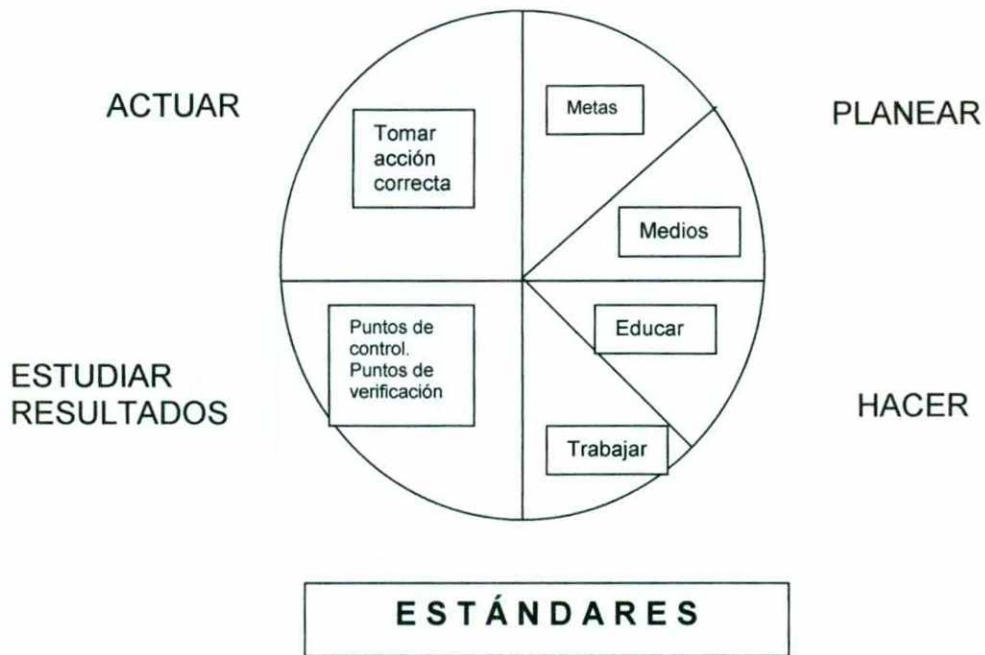 ACTUAR
Tomar
acción
correcta
Metas
PLANEAR
Medios
ESTUDIAR
RESULTADOS
Puntos de
control.
Puntos de
verificación
Educar
Trabajar
HACER
ESTÁNDARES